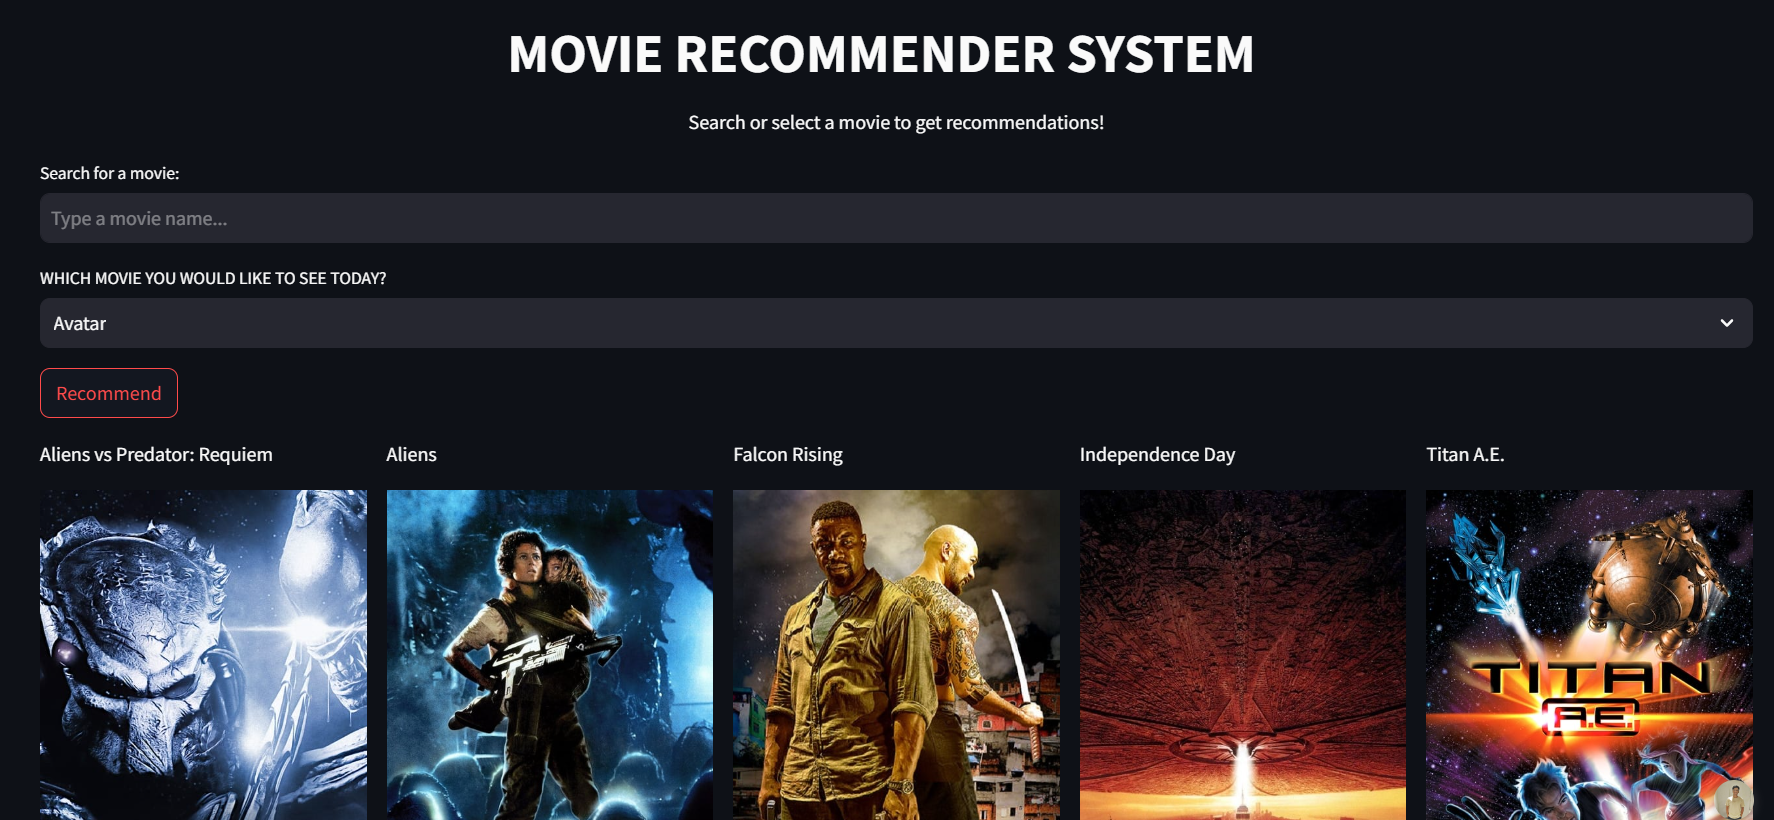 MOVIE RECOMMENDER SYSTEM
Search or select a movie to get recommendations!
Search for a movie:
Type a movie name...
WHICH MOVIE YOU WOULD LIKE TO SEE TODAY?
Avatar
Recommend
Aliens vs Predator: Requiem
Aliens
Falcon Rising
Independence Day
Titan A.E.
TITAN
A.E.